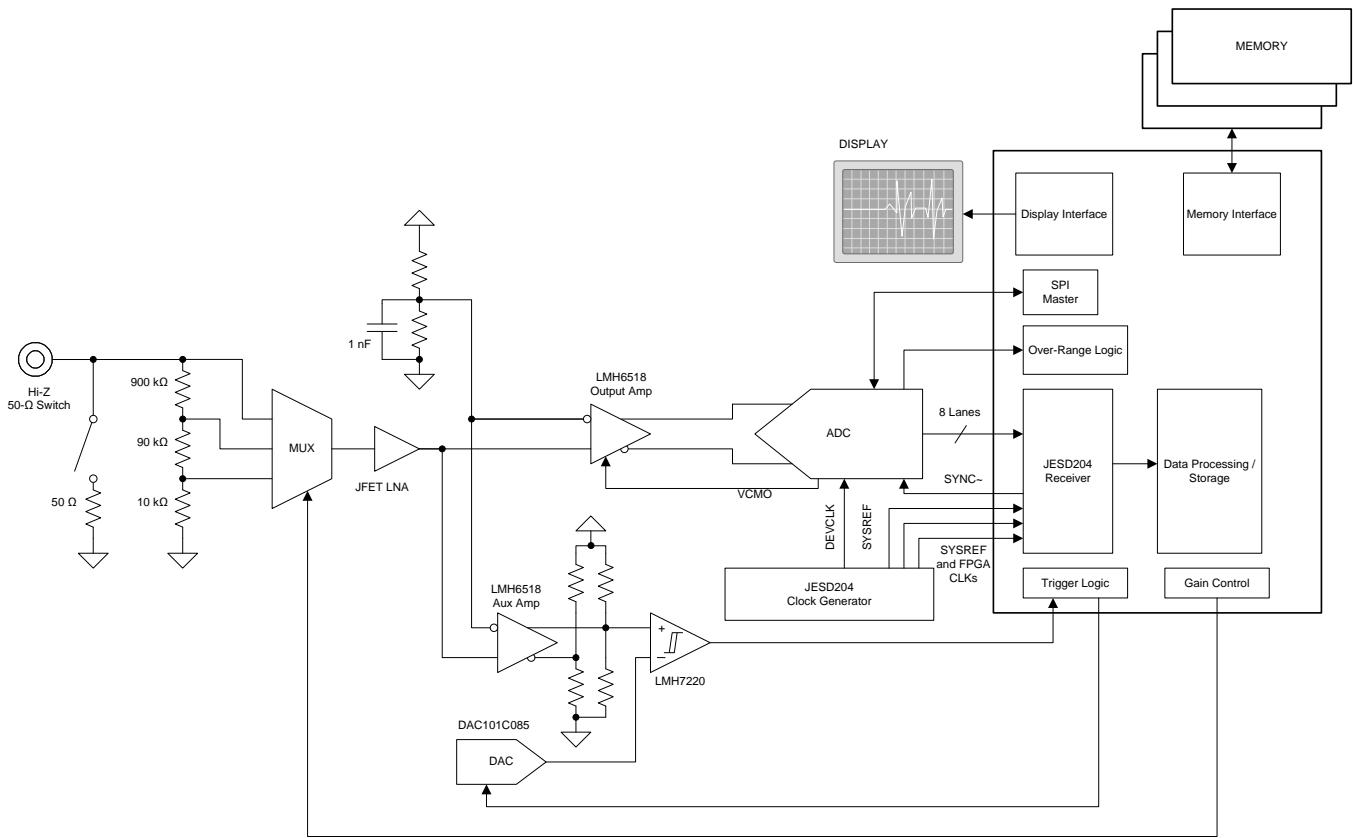 MEMORY
DISPLAY
Display Interface
Memory Interface
SPI
Master
1 nF
Over-Range Logic
Hi-Z
50-Ω Switch
900 kΩ
90 kΩ
10 kΩ
50 Ω
MUX
JFET LNA
LMH6518
Output Amp
ADC
8 Lanes
JESD204
Receiver
Data Processing /
Storage
VCMO
SYNC~
DEVCLK
SYSREF
SYSREF
and FPGA
CLKs
JESD204
Clock Generator
Trigger Logic
Gain Control
LMH6518
Aux Amp
+
–
LMH7220
DAC101C085
DAC